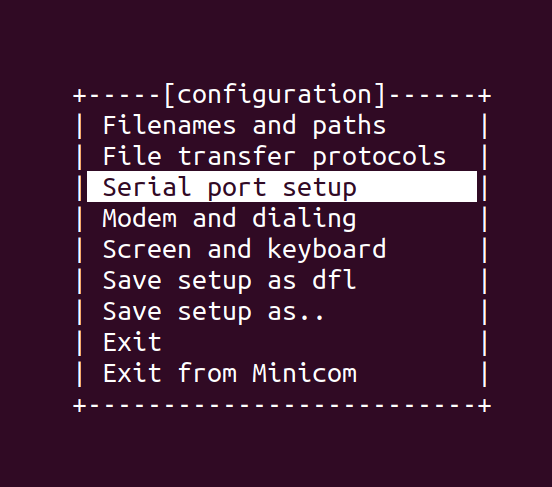 +-----[configuration]------+
| Filenames and paths      |
| File transfer protocols  |
| Serial port setup        |
| Modem and dialing        |
| Screen and keyboard      |
| Save setup as dfl        |
| Save setup as..          |
| Exit                     |
| Exit from Minicom        |
+--------------------------+